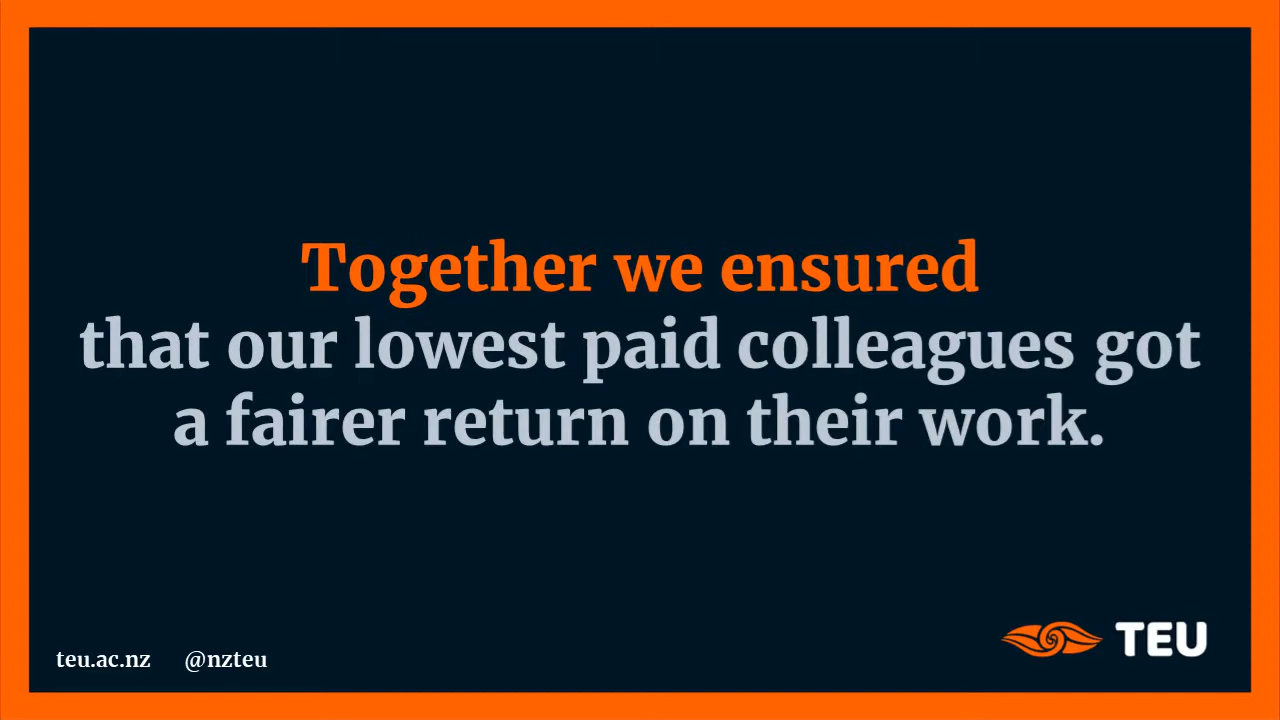 Together we ensured
that our lowest paid colleagues got
a fairer return on their work.
teu.ac.nz @nzteu
TEU